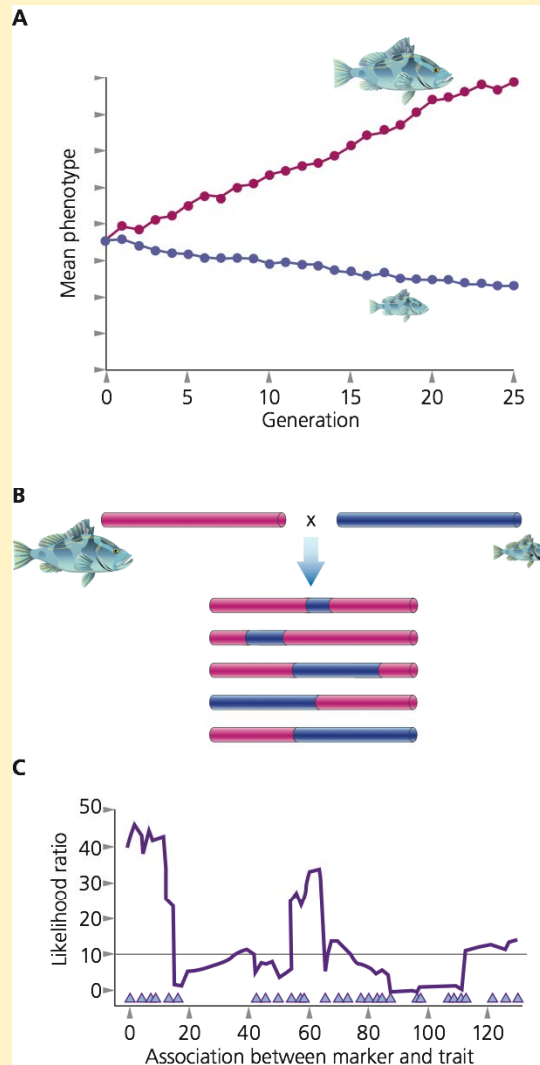 A
Mean phenotype
0 5 10 15 20 25
Generation
B
x
C
50
40
30
20
10
0
Likelihood ratio
0 20 40 60 80 100 120
Association between marker and trait